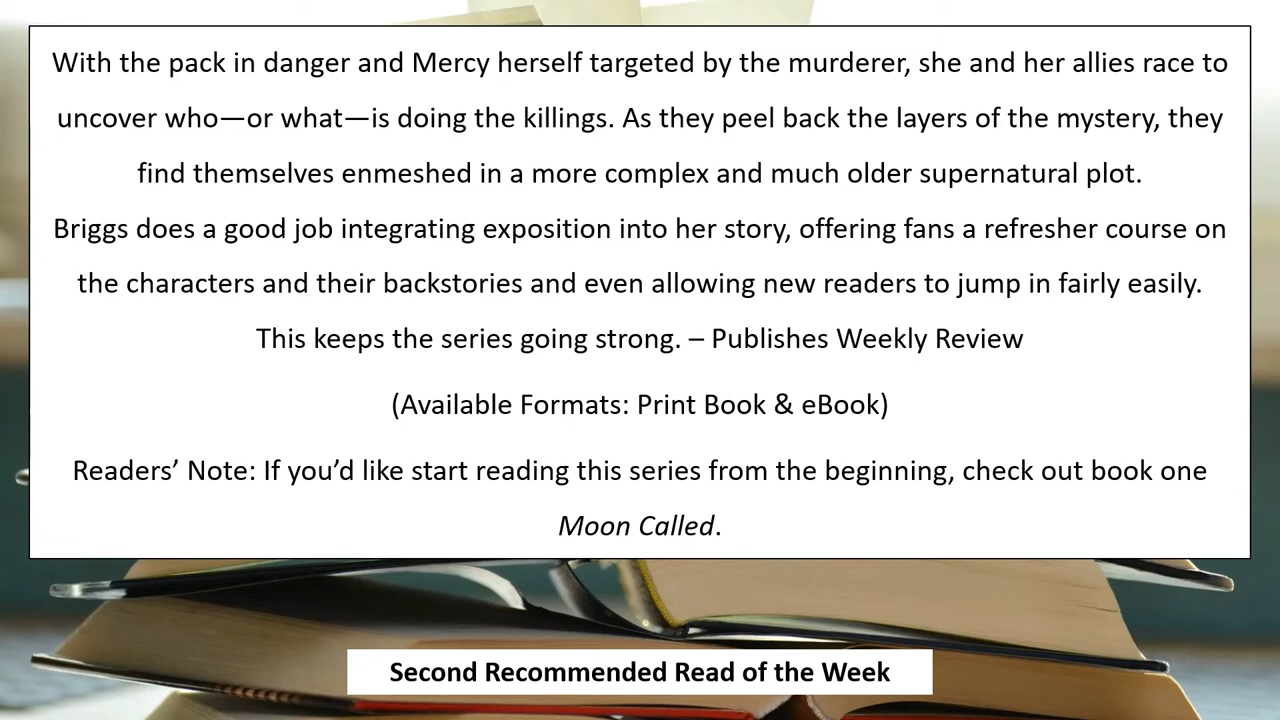 With the pack in danger and Mercy herself targeted by the murderer, she and her allies race to
uncover who—or what—is doing the killings. As they peel back the layers of the mystery, they
find themselves enmeshed in a more complex and much older supernatural plot.
Briggs does a good job integrating exposition into her story, offering fans a refresher course on
the characters and their backstories and even allowing new readers to jump in fairly easily.
This keeps the series going strong. – Publishes Weekly Review
(Available Formats: Print Book & eBook)
Readers’ Note: If you’d like start reading this series from the beginning, check out book one
Moon Called.
Second Recommended Read of the Week